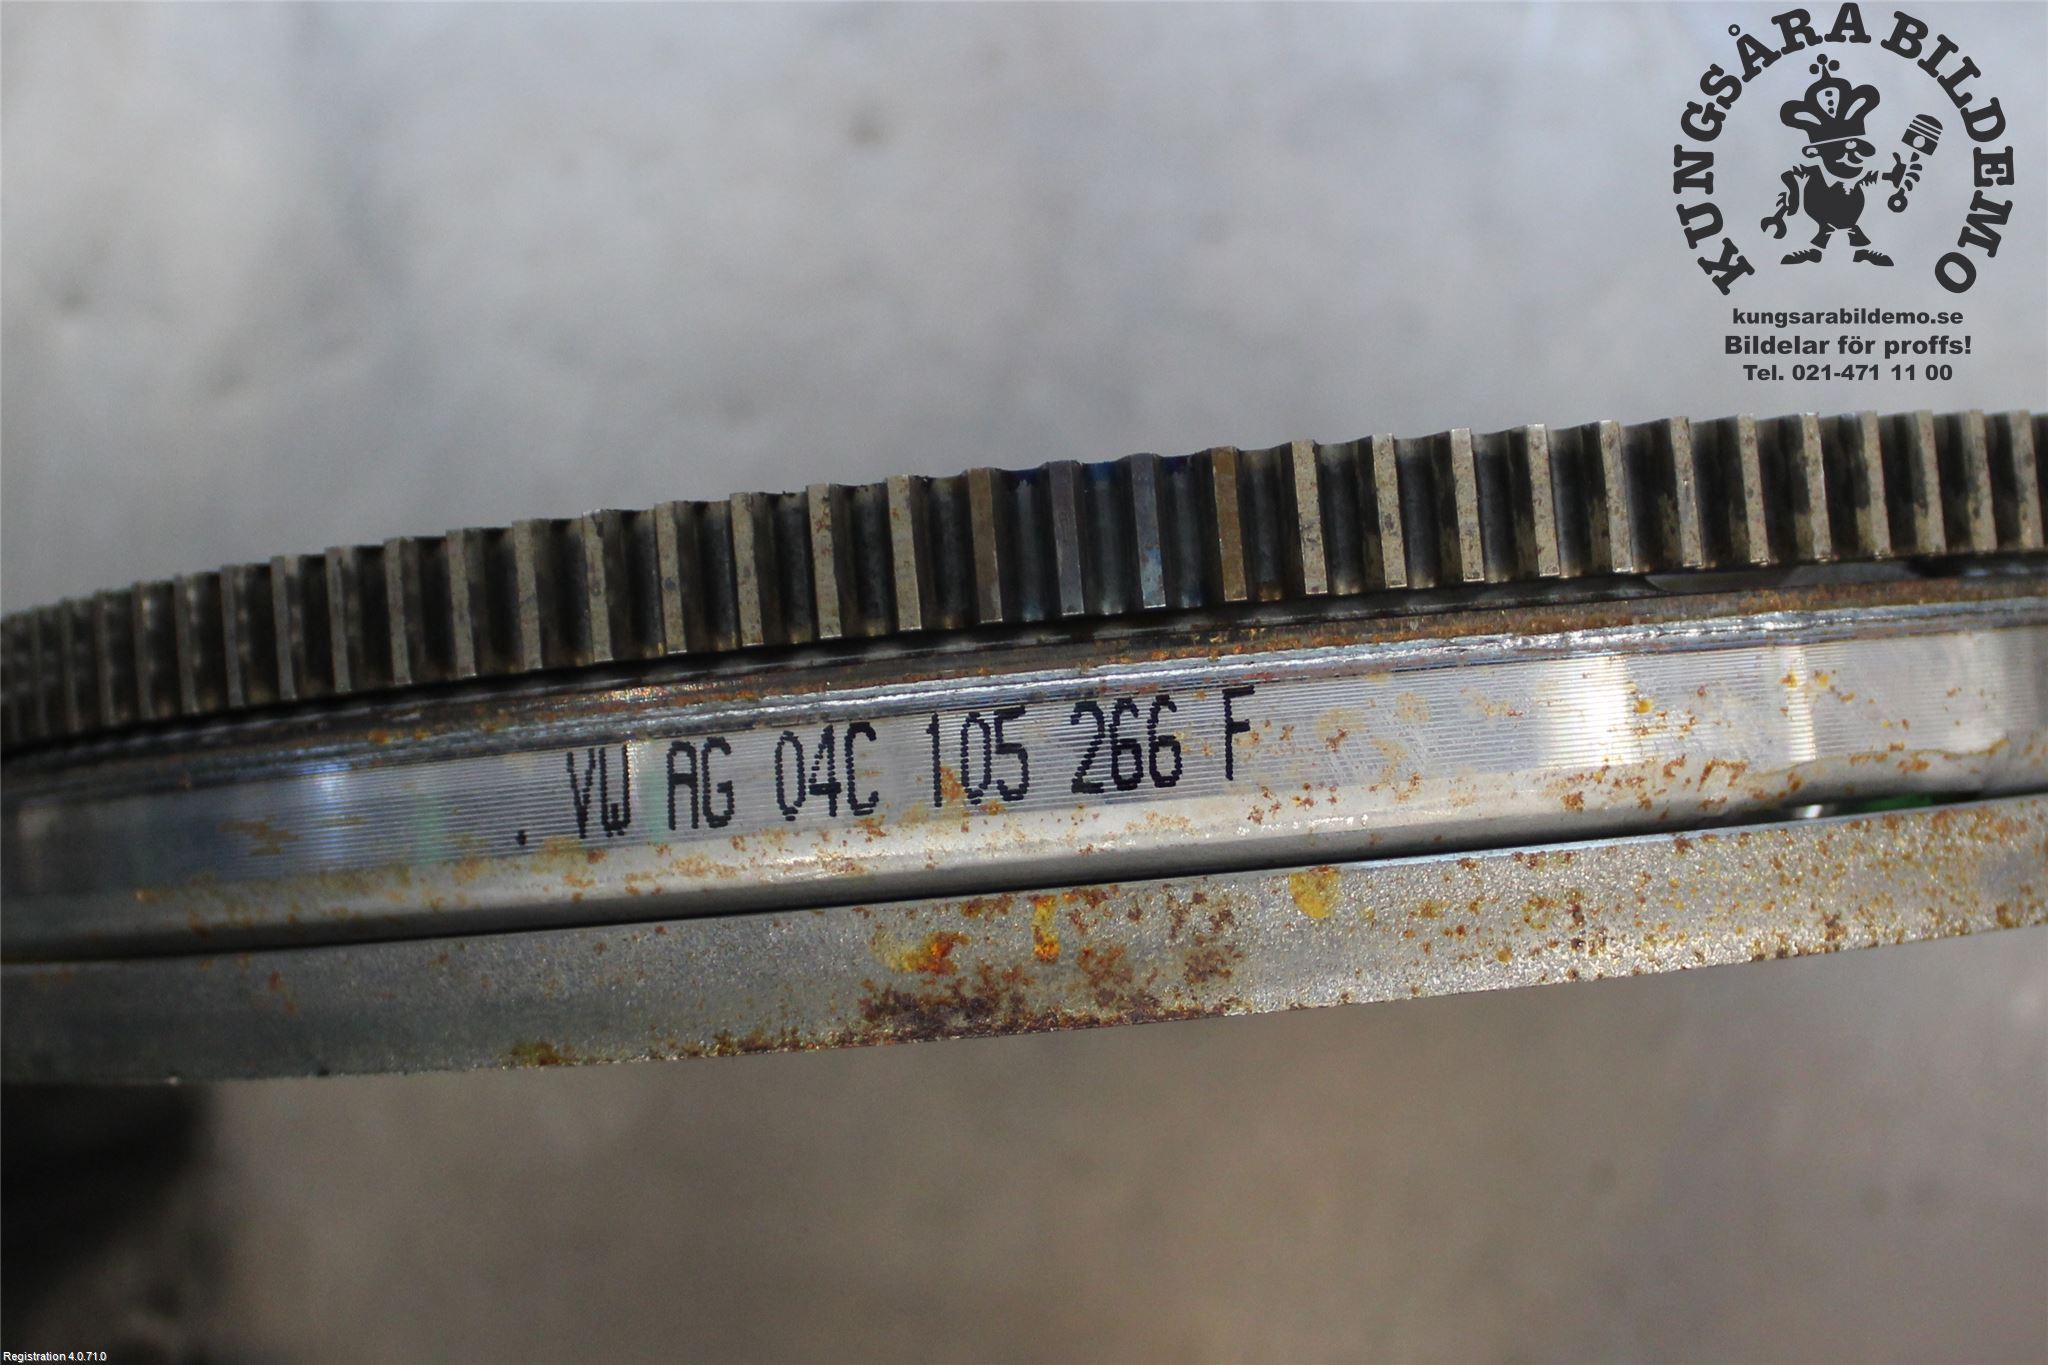 KUNGSÅRA BILDEMO
kungsarabildemo.se
Bildelar för proffs!
Tel. 021-471 11 00
. VW AG 04C 105 266 F
Registration 4.0.71.0